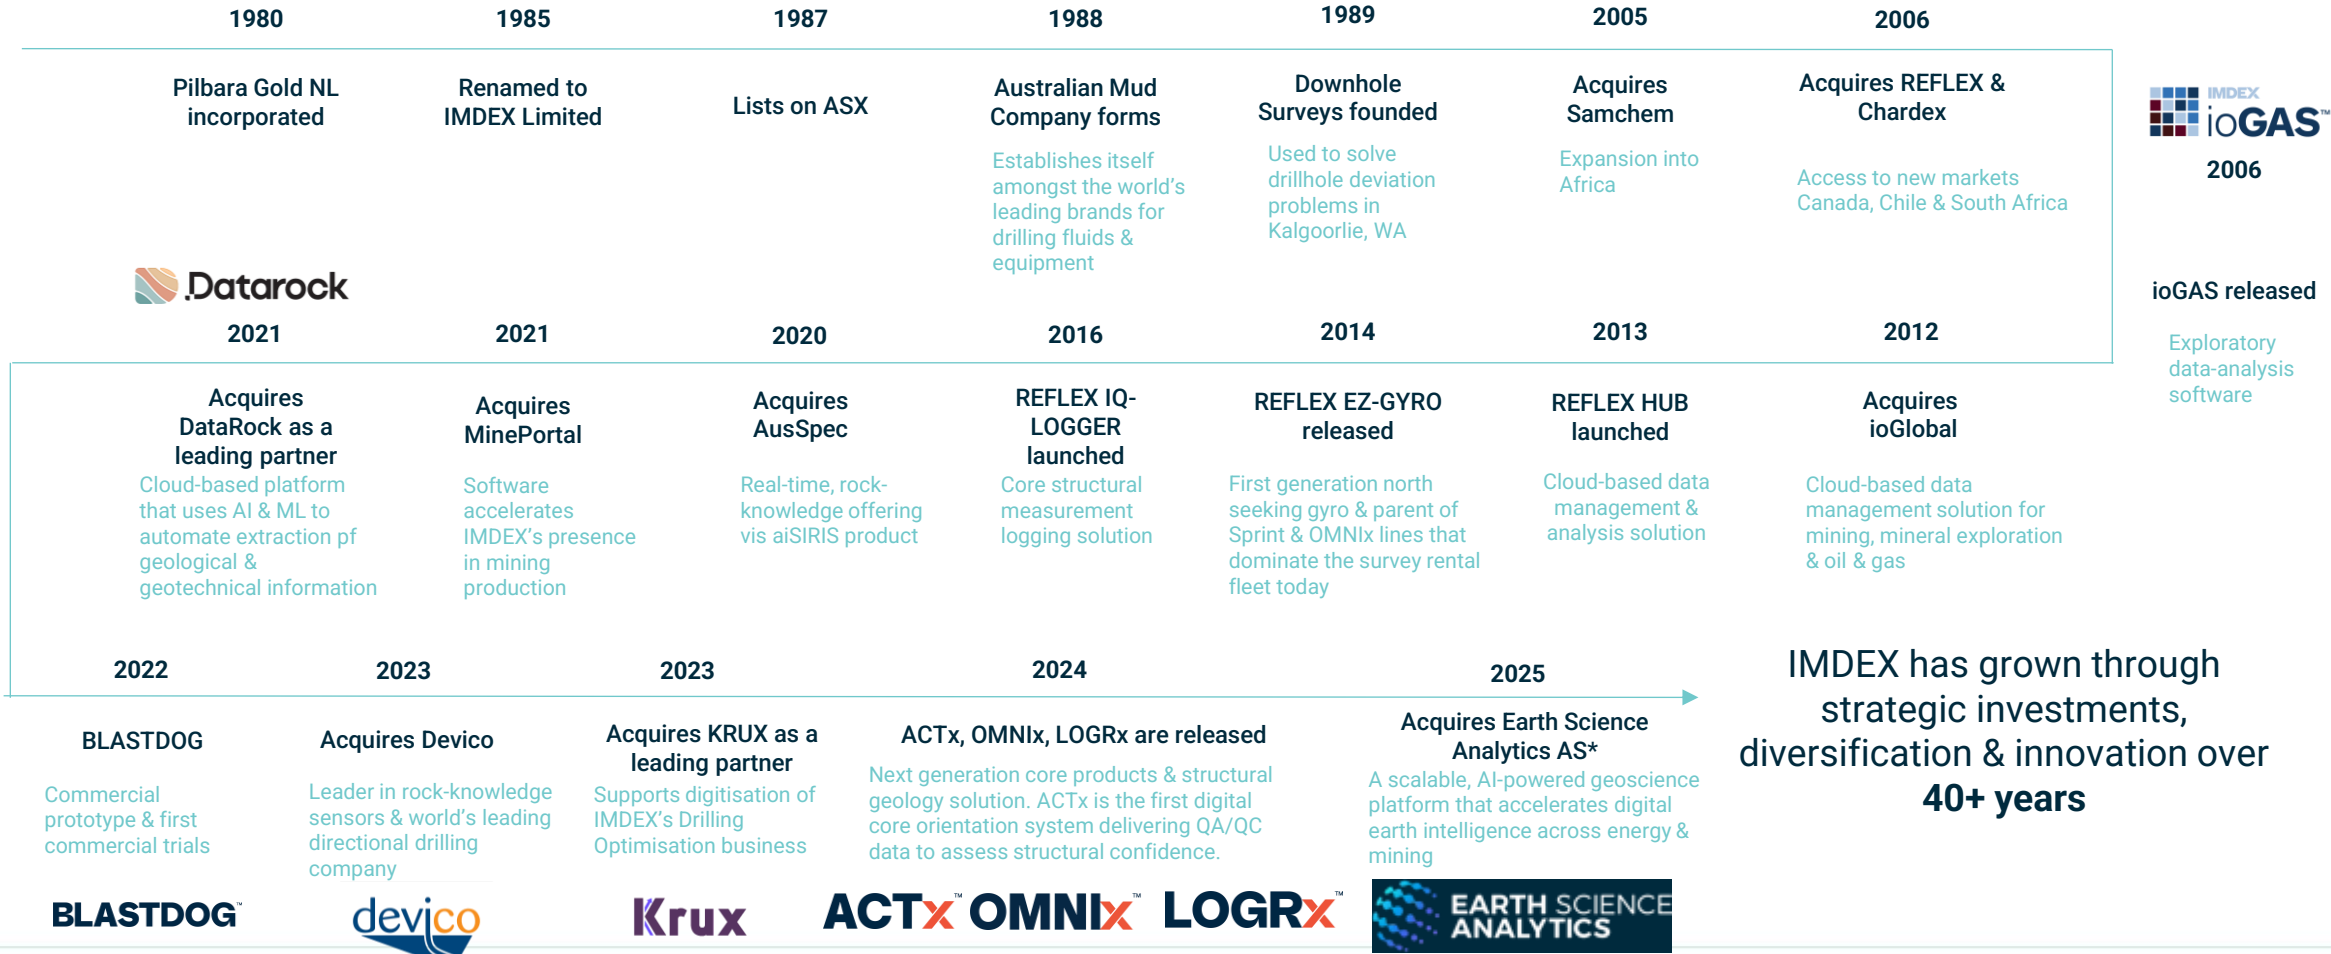 1980
Pilbara Gold NL
incorporated
1985
Renamed to
IMDEX Limited
1987
Lists on ASX
1988
Australian Mud
Company forms
Establishes itself
amongst the world's
leading brands for
drilling fluids &
equipment
1989
Downhole
Surveys founded
Used to solve
drillhole deviation
problems in
Kalgoorlie, WA
2005
Acquires
Samchem
Expansion into
Africa
2006
Acquires REFLEX &
Chardex
Access to new markets
Canada, Chile & South Africa
IMDEX
ioGAS™
2006
ioGAS released
Exploratory
data-analysis
software
2012
Acquires
ioGlobal
Cloud-based data
management solution for
mining, mineral exploration
& oil & gas
2013
REFLEX HUB
launched
Cloud-based data
management &
analysis solution
2014
REFLEX EZ-GYRO
released
First generation north
seeking gyro & parent of
Sprint & OMNIx lines that
dominate the survey rental
fleet today
2016
REFLEX IQ-
LOGGER
launched
Core structural
measurement
logging solution
2020
Acquires
AusSpec
Real-time, rock-
knowledge offering
vis aiSIRIS product
2021
Acquires
MinePortal
Software
accelerates
IMDEX's presence
in mining
production
.Datarock
2021
Acquires
DataRock as a
leading partner
Cloud-based platform
that uses AI & ML to
automate extraction pf
geological &
geotechnical information
2022
BLASTDOG
Commercial
prototype & first
commercial trials
BLASTDOG™
2023
Acquires Devico
Leader in rock-knowledge
sensors & world's leading
directional drilling
company
devico
2023
Acquires KRUX as a
leading partner
Supports digitisation of
IMDEX's Drilling
Optimisation business
Krux
2024
ACTx, OMNIx, LOGRx are released
Next generation core products & structural
geology solution. ACTx is the first digital
core orientation system delivering QA/QC
data to assess structural confidence.
ACTx™ OMNIx™ LOGRx™
2025
Acquires Earth Science
Analytics AS*
A scalable, AI-powered geoscience
platform that accelerates digital
earth intelligence across energy &
mining
EARTH SCIENCE
ANALYTICS
IMDEX has grown through
strategic investments,
diversification & innovation over
40+ years